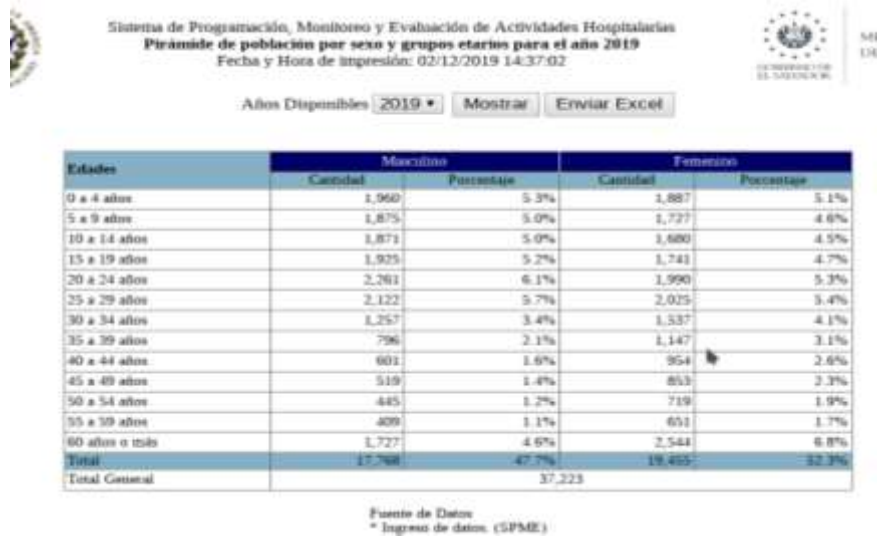 Sistema de Programación, Monitoreo y Evaluación de Actividades Hospitalarias
Pirámide de población por sexo y grupos etarios para el año 2019
Fecha y Hora de impresión: 02/12/2019 14:37:02
GOBIERNO DE
EL SALVADOR
Años Disponibles 2019 Mostrar Enviar Excel
Edades Masculino Femenino
Cantidad Porcentaje Cantidad Porcentaje
0 a 4 años 1,960 5.3% 1,887 5.1%
5 a 9 años 1,875 5.0% 1,727 4.6%
10 a 14 años 1,871 5.0% 1,680 4.5%
15 a 19 años 1,925 5.2% 1,741 4.7%
20 a 24 años 2,261 6.1% 1,990 5.3%
25 a 29 años 2,122 5.7% 2,025 5.4%
30 a 34 años 1,257 3.4% 1,537 4.1%
35 a 39 años 796 2.1% 1,147 3.1%
40 a 44 años 601 1.6% 954 2.6%
45 a 49 años 519 1.4% 853 2.3%
50 a 54 años 445 1.2% 719 1.9%
55 a 59 años 409 1.1% 651 1.7%
60 años o más 1,727 4.6% 2,544 6.8%
Total 17,768 47.7% 19,455 52.3%
Total General 37,223
Fuente de Datos
* Ingreso de datos. (SPME)